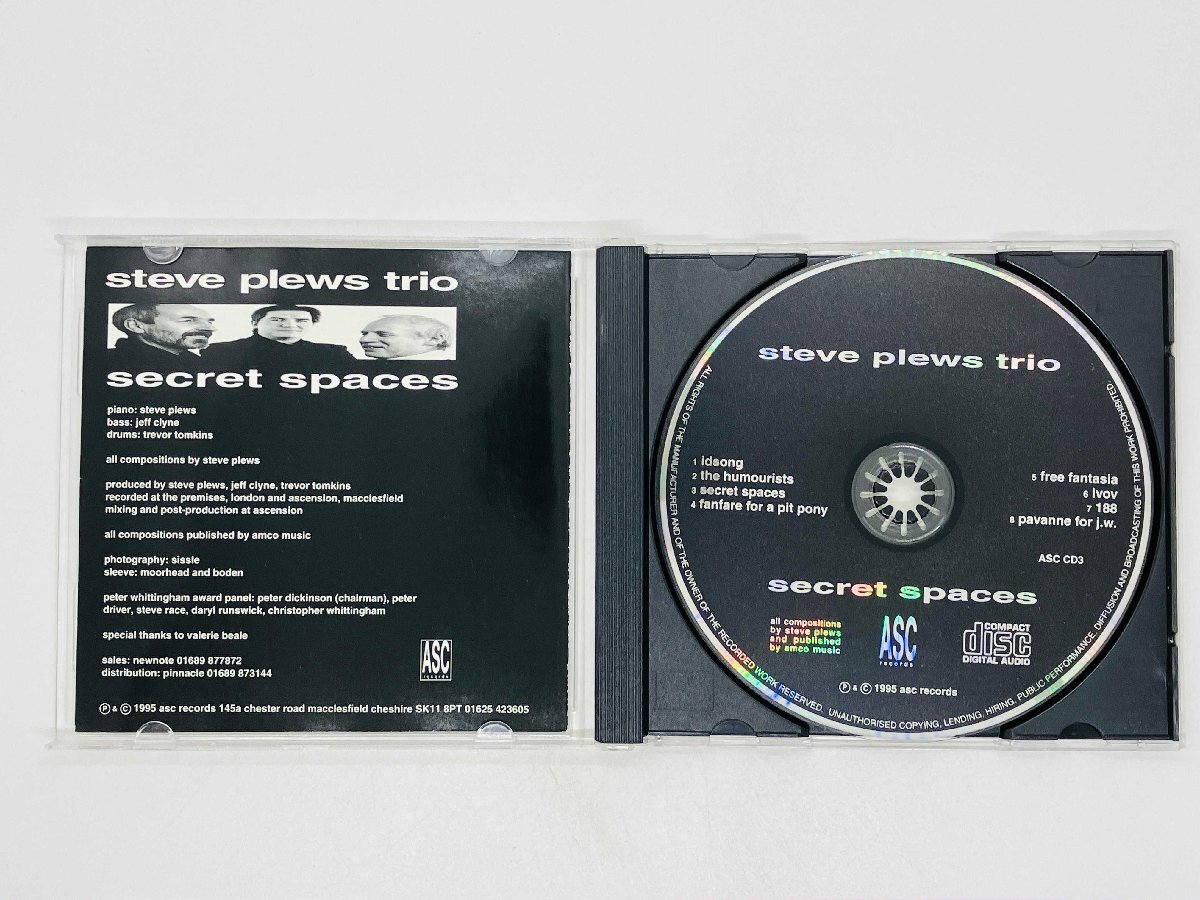 steve plews trio
secret spaces
piano: steve plews
bass: jeff clyne
drums: trevor tomkins
all compositions by steve plews
produced by steve plews, jeff clyne, trevor tomkins
recorded at the premises, london and ascension, macclesfield
mixing and post-production at ascension
all compositions published by amco music
photography: sissle
sleeve: moorhead and boden
peter whittingham award panel: peter dickinson (chairman), peter
driver, steve race, daryl runswick, christopher whittingham
special thanks to valerie beale
sales: newnote 01689 877872
distribution: pinnacle 01689 873144
ASC
records
Ⓟ & © 1995 asc records 145a chester road macclesfield cheshire SK11 8PT 01625 423605
steve plews trio
1 idsong
2 the humourists
3 secret spaces
4 fanfare for a pit pony
5 free fantasia
6 lvov
7 188
8 pavanne for j.w.
ASC CD3
secret spaces
all compositions
by steve plews
and published
by amco music
ASC
records
COMPACT
disc
DIGITAL AUDIO
Ⓟ & © 1995 asc records
ALL RIGHTS OF THE MANUFACTURER AND OF THE OWNER OF THE RECORDED WORK RESERVED. UNAUTHORISED COPYING, LENDING, HIRING, PUBLIC PERFORMANCE, DIFFUSION AND BROADCASTING OF THIS WORK PROHIBITED.